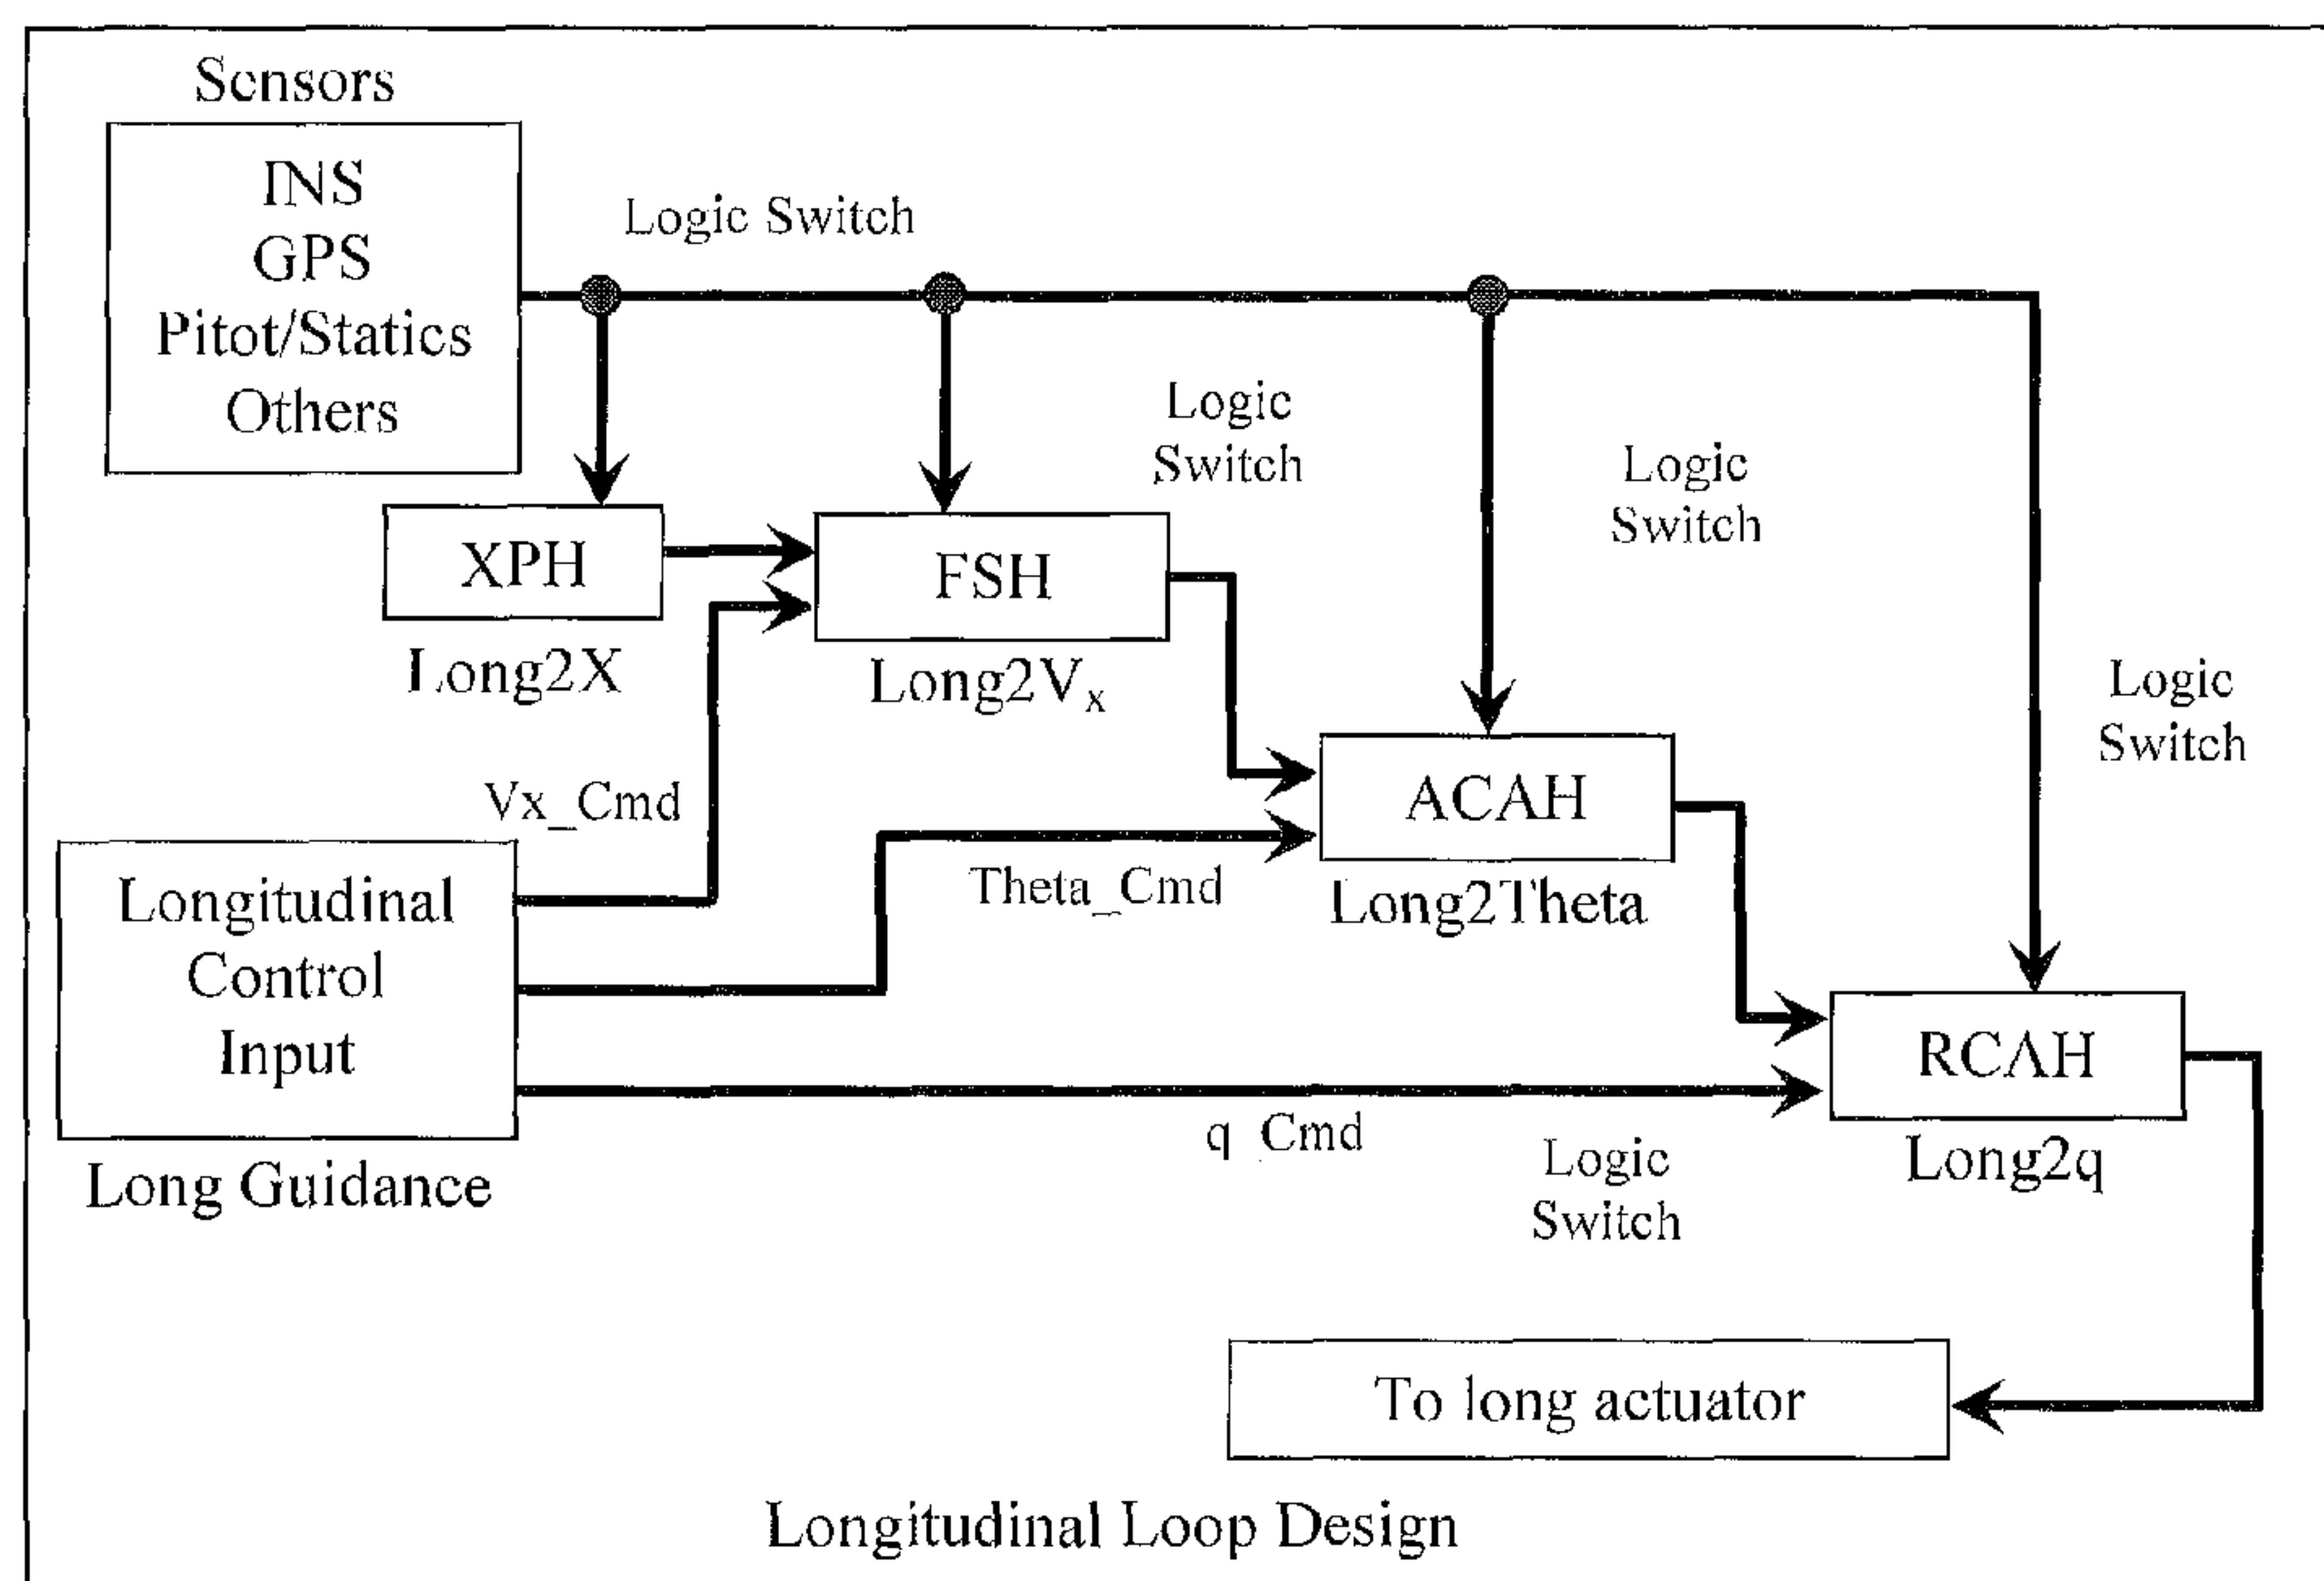 Sensors
INS
GPS
Pitot/Statics
Others
Logic Switch
Logic
Switch
Logic
Switch
XPH
Long2X
FSH
Long2Vx
Logic
Switch
Vx_Cmd
ACAH
Long2Theta
Theta_Cmd
Longitudinal
Control
Input
Long Guidance
RCAH
Long2q
q_Cmd
Logic
Switch
To long actuator
Longitudinal Loop Design